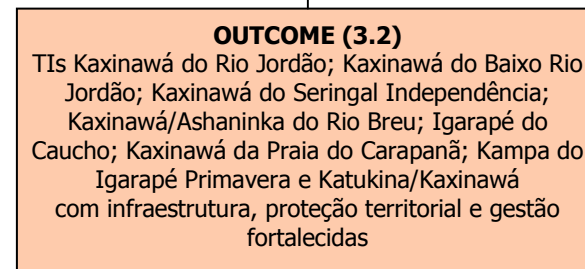 OUTCOME (3.2)
TIs Kaxinawá do Rio Jordão; Kaxinawá do Baixo Rio
Jordão; Kaxinawá do Seringal Independência;
Kaxinawá/Ashaninka do Rio Breu; Igarapé do
Caucho; Kaxinawá da Praia do Carapanã; Kampa do
Igarapé Primavera e Katukina/Kaxinawá
com infraestrutura, proteção territorial e gestão
fortalecidas